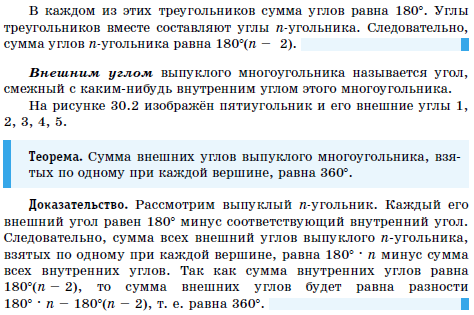 В каждом из этих треугольников сумма углов равна 180°. Углы
треугольников вместе составляют углы n-угольника. Следовательно,
сумма углов n-угольника равна 180°(n − 2).
Внешним углом выпуклого многоугольника называется угол,
смежный с каким-нибудь внутренним углом этого многоугольника.
На рисунке 30.2 изображён пятиугольник и его внешние углы 1,
2, 3, 4, 5.
Теорема. Сумма внешних углов выпуклого многоугольника, взя-
тых по одному при каждой вершине, равна 360°.
Доказательство. Рассмотрим выпуклый n-угольник. Каждый его
внешний угол равен 180° минус соответствующий внутренний угол.
Следовательно, сумма всех внешний углов выпуклого n-угольника,
взятых по одному при каждой вершине, равна 180° · n минус сумма
всех внутренних углов. Так как сумма внутренних углов равна
180°(n − 2), то сумма внешних углов будет равна разности
180° · n − 180°(n − 2), т. е. равна 360°.